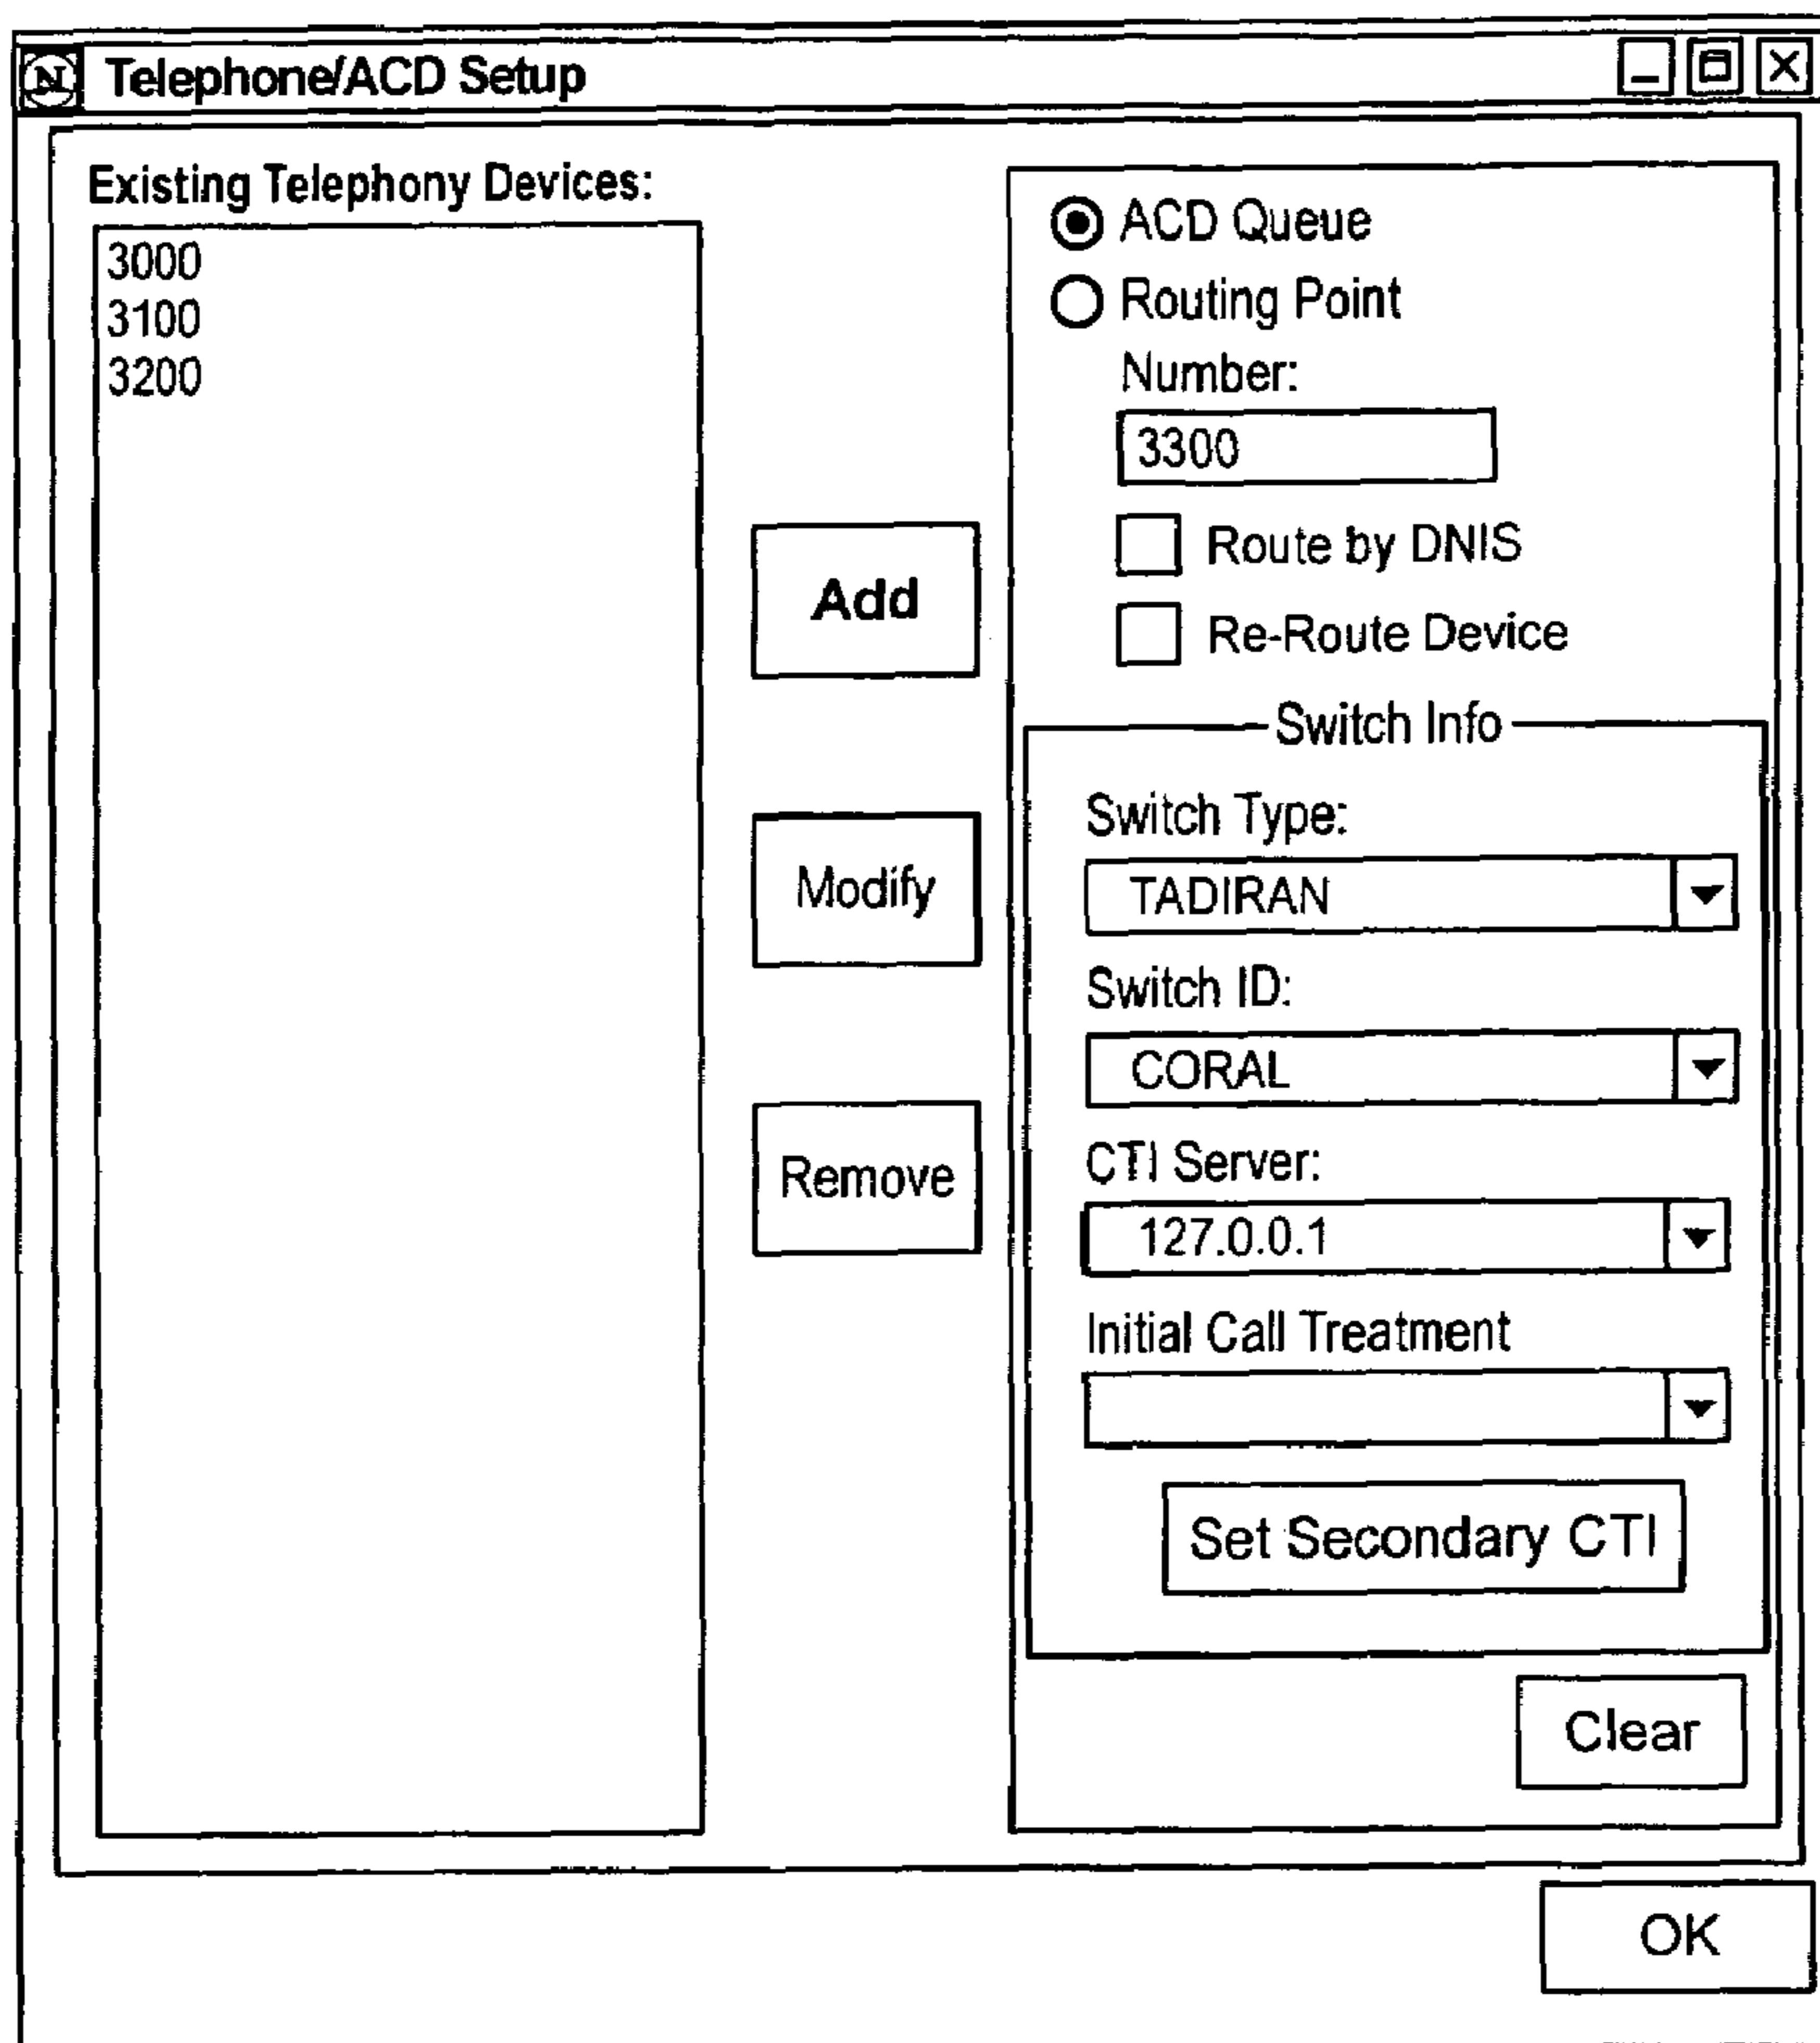 N Telephone/ACD Setup
Existing Telephony Devices:
3000
3100
3200
Add
Modify
Remove
ACD Queue
Routing Point
Number:
3300
Route by DNIS
Re-Route Device
Switch Info
Switch Type:
TADIRAN
Switch ID:
CORAL
CTI Server:
127.0.0.1
Initial Call Treatment
Set Secondary CTI
Clear
OK